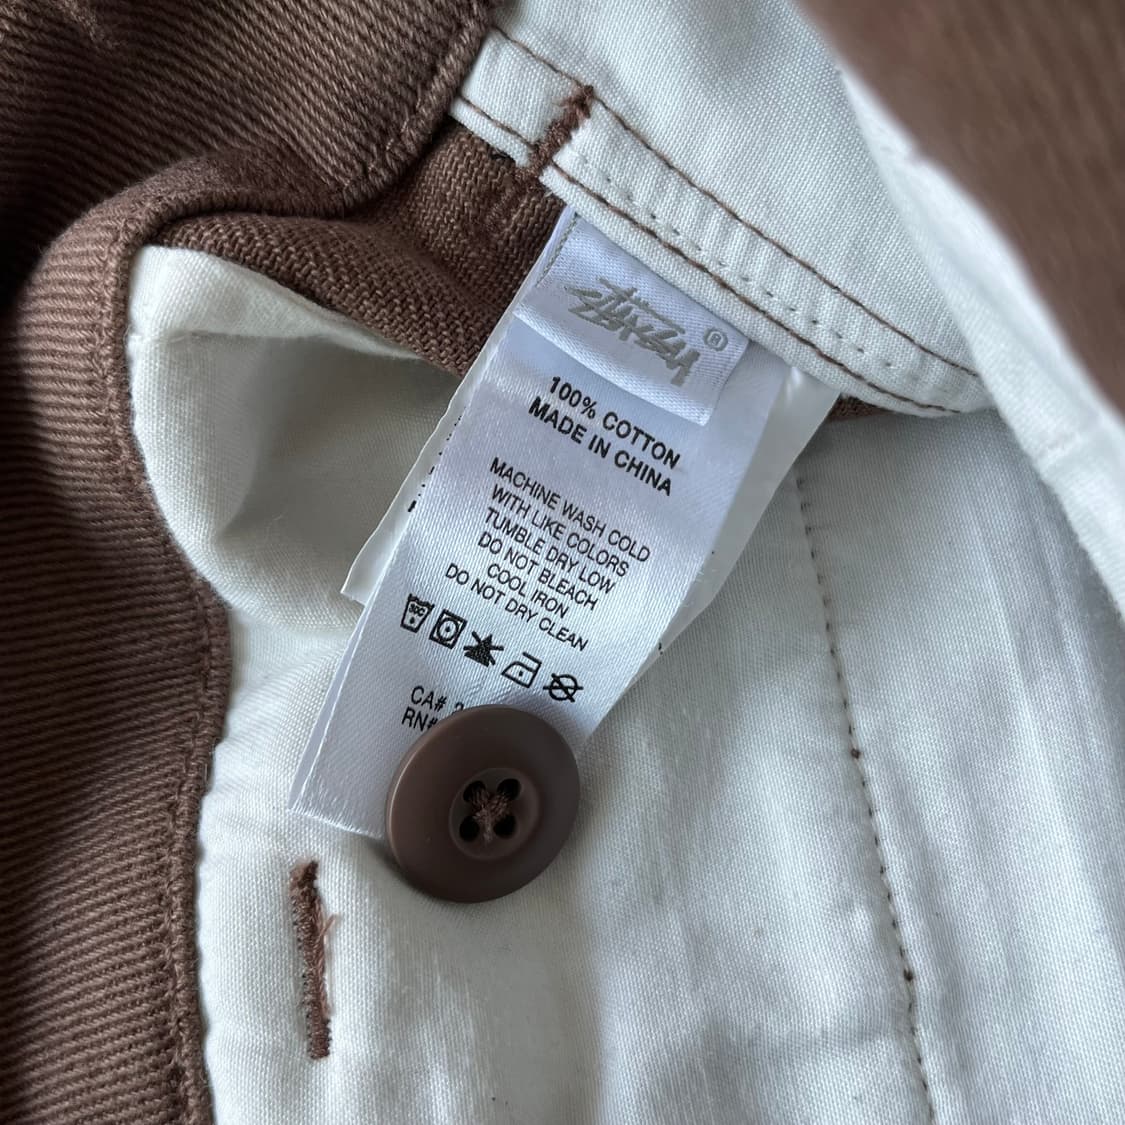 Stüssy ®
100% COTTON
MADE IN CHINA
MACHINE WASH COLD
WITH LIKE COLORS
TUMBLE DRY LOW
DO NOT BLEACH
COOL IRON
DO NOT DRY CLEAN
CA#
RN#